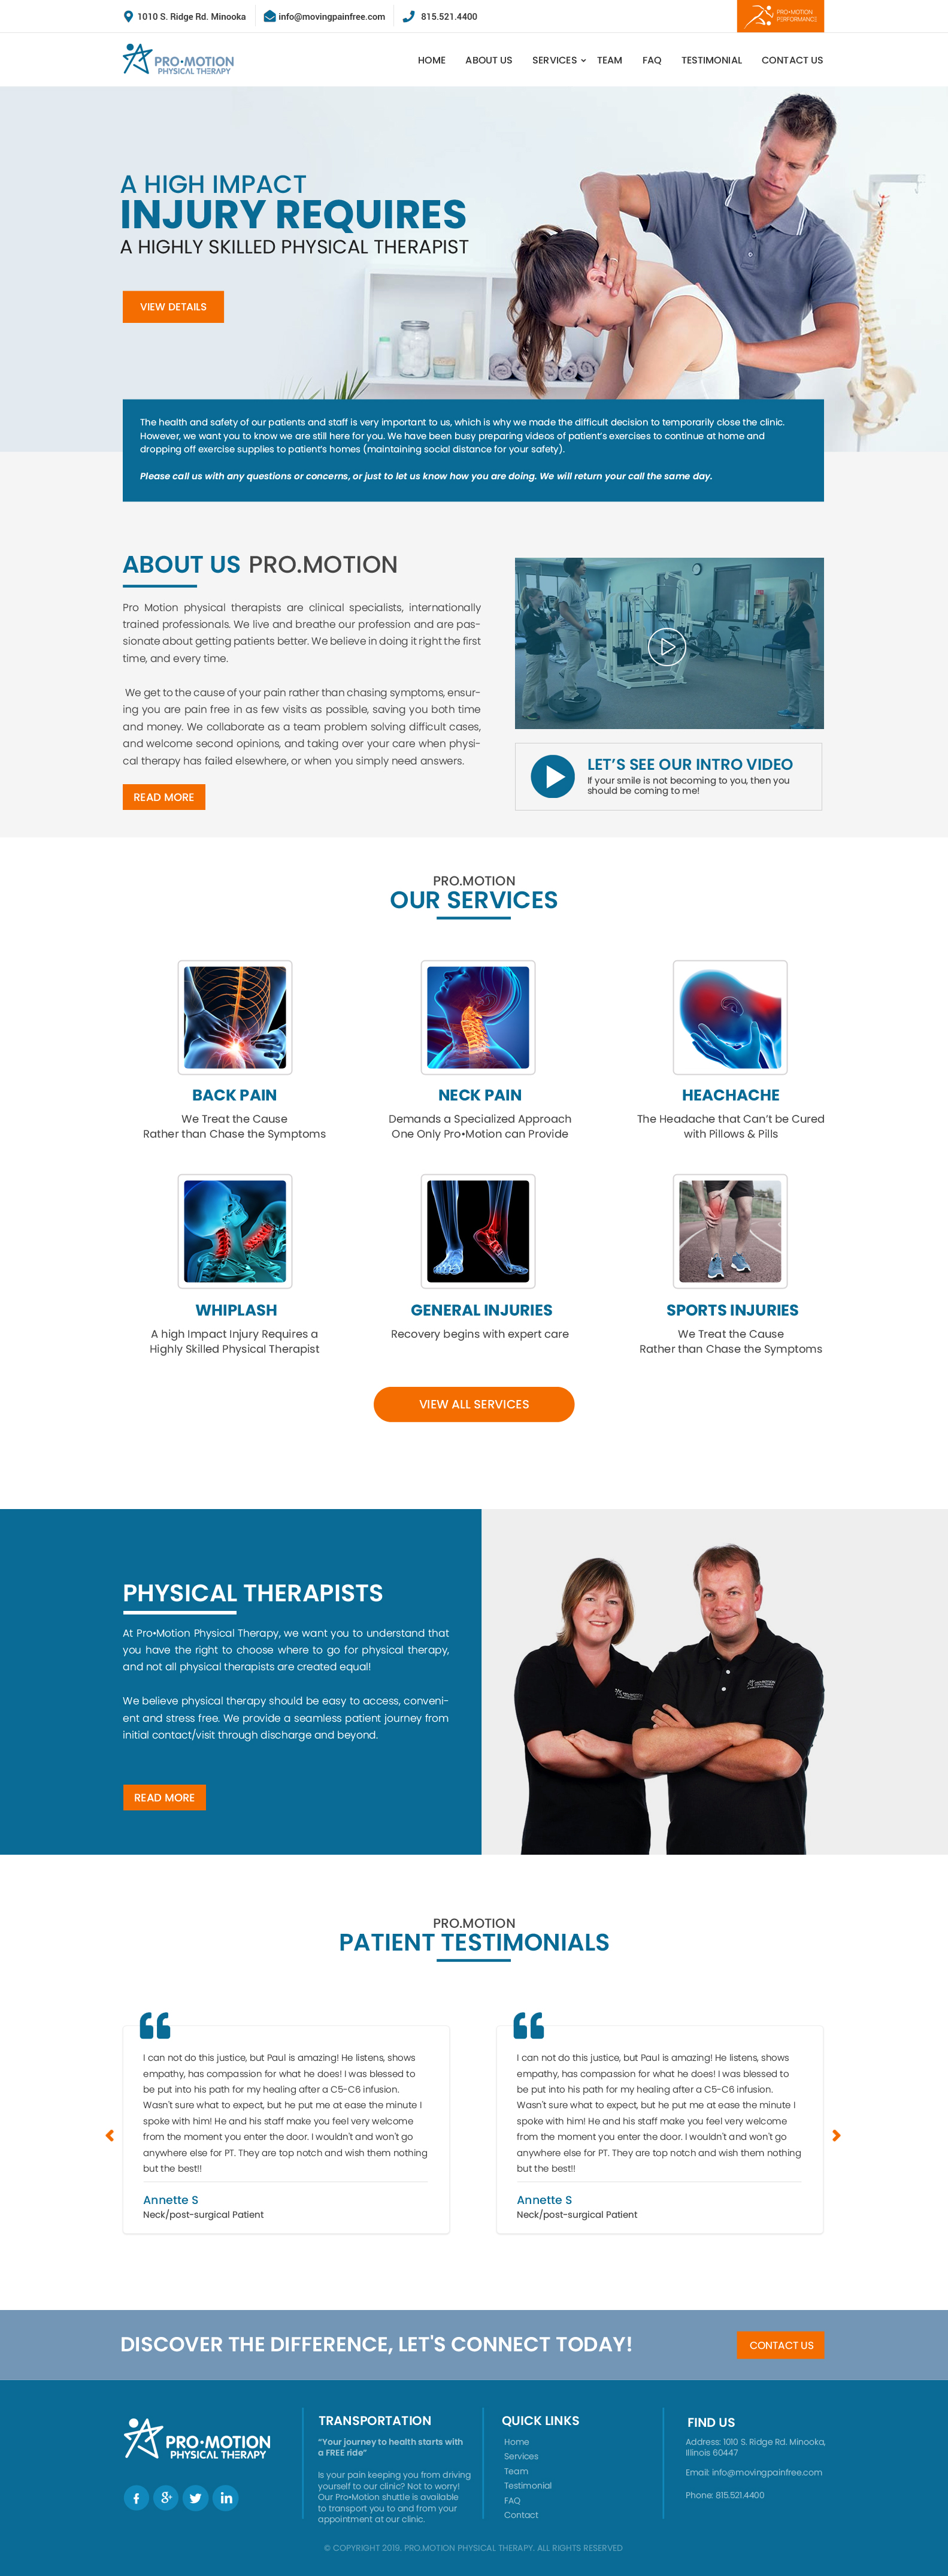 1010 S. Ridge Rd. Minooka
info@movingpainfree.com
815.521.4400
PRO•MOTION
PERFORMANCE
PRO•MOTION
PHYSICAL THERAPY
HOME ABOUT US SERVICES TEAM FAQ TESTIMONIAL CONTACT US
A HIGH IMPACT
INJURY REQUIRES
A HIGHLY SKILLED PHYSICAL THERAPIST
VIEW DETAILS
The health and safety of our patients and staff is very important to us, which is why we made the difficult decision to temporarily close the clinic.
However, we want you to know we are still here for you. We have been busy preparing videos of patient's exercises to continue at home and
dropping off exercise supplies to patient's homes (maintaining social distance for your safety).
Please call us with any questions or concerns, or just to let us know how you are doing. We will return your call the same day.
ABOUT US PRO.MOTION
Pro Motion physical therapists are clinical specialists, internationally
trained professionals. We live and breathe our profession and are pas-
sionate about getting patients better. We believe in doing it right the first
time, and every time.
We get to the cause of your pain rather than chasing symptoms, ensur-
ing you are pain free in as few visits as possible, saving you both time
and money. We collaborate as a team problem solving difficult cases,
and welcome second opinions, and taking over your care when physi-
cal therapy has failed elsewhere, or when you simply need answers.
READ MORE
LET'S SEE OUR INTRO VIDEO
If your smile is not becoming to you, then you
should be coming to me!
PRO.MOTION
OUR SERVICES
BACK PAIN
We Treat the Cause
Rather than Chase the Symptoms
NECK PAIN
Demands a Specialized Approach
One Only Pro•Motion can Provide
HEACHACHE
The Headache that Can't be Cured
with Pillows & Pills
WHIPLASH
A high Impact Injury Requires a
Highly Skilled Physical Therapist
GENERAL INJURIES
Recovery begins with expert care
SPORTS INJURIES
We Treat the Cause
Rather than Chase the Symptoms
VIEW ALL SERVICES
PHYSICAL THERAPISTS
At Pro•Motion Physical Therapy, we want you to understand that
you have the right to choose where to go for physical therapy,
and not all physical therapists are created equal!
We believe physical therapy should be easy to access, conveni-
ent and stress free. We provide a seamless patient journey from
initial contact/visit through discharge and beyond.
READ MORE
PRO.MOTION
PATIENT TESTIMONIALS
I can not do this justice, but Paul is amazing! He listens, shows
empathy, has compassion for what he does! I was blessed to
be put into his path for my healing after a C5-C6 infusion.
Wasn't sure what to expect, but he put me at ease the minute I
spoke with him! He and his staff make you feel very welcome
from the moment you enter the door. I wouldn't and won't go
anywhere else for PT. They are top notch and wish them nothing
but the best!!
Annette S
Neck/post-surgical Patient
I can not do this justice, but Paul is amazing! He listens, shows
empathy, has compassion for what he does! I was blessed to
be put into his path for my healing after a C5-C6 infusion.
Wasn't sure what to expect, but he put me at ease the minute I
spoke with him! He and his staff make you feel very welcome
from the moment you enter the door. I wouldn't and won't go
anywhere else for PT. They are top notch and wish them nothing
but the best!!
Annette S
Neck/post-surgical Patient
DISCOVER THE DIFFERENCE, LET'S CONNECT TODAY!
CONTACT US
PRO•MOTION
PHYSICAL THERAPY
TRANSPORTATION
"Your journey to health starts with
a FREE ride"
Is your pain keeping you from driving
yourself to our clinic? Not to worry!
Our Pro•Motion shuttle is available
to transport you to and from your
appointment at our clinic.
QUICK LINKS
Home
Services
Team
Testimonial
FAQ
Contact
FIND US
Address: 1010 S. Ridge Rd. Minooka,
Illinois 60447
Email: info@movingpainfree.com
Phone: 815.521.4400
© COPYRIGHT 2019. PRO.MOTION PHYSICAL THERAPY. ALL RIGHTS RESERVED